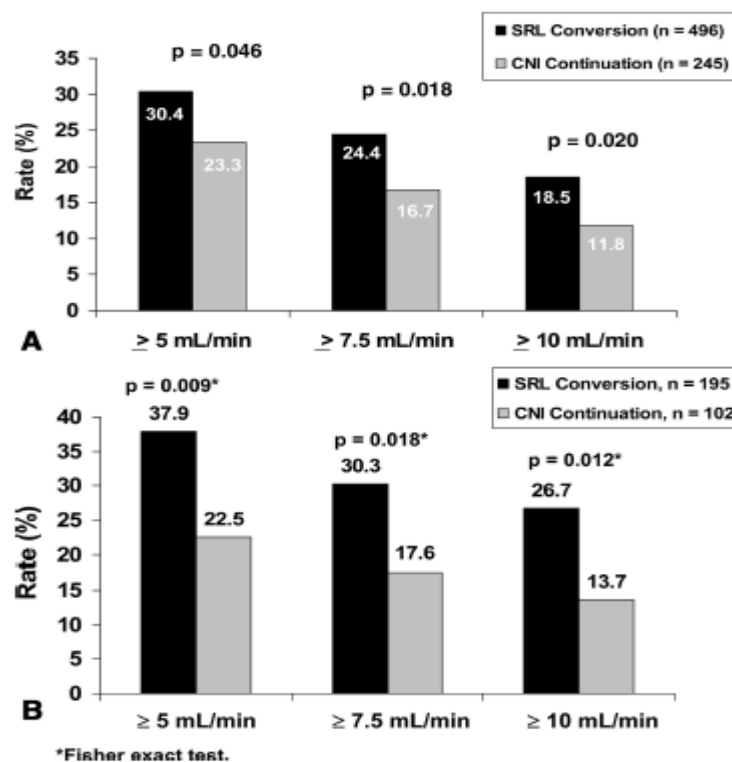 p = 0.046
p = 0.018
p = 0.020
■ SRL Conversion (n = 496)
■ CNI Continuation (n = 245)
Rate (%)
35
30
25
20
15
10
5
0
30.4
23.3
24.4
16.7
18.5
11.8
A
≥ 5 mL/min
≥ 7.5 mL/min
≥ 10 mL/min
■ SRL Conversion, n = 195
■ CNI Continuation, n = 102
p = 0.009*
p = 0.018*
p = 0.012*
Rate (%)
40
35
30
25
20
15
10
5
0
37.9
22.5
30.3
17.6
26.7
13.7
B
≥ 5 mL/min
≥ 7.5 mL/min
≥ 10 mL/min
*Fisher exact test.